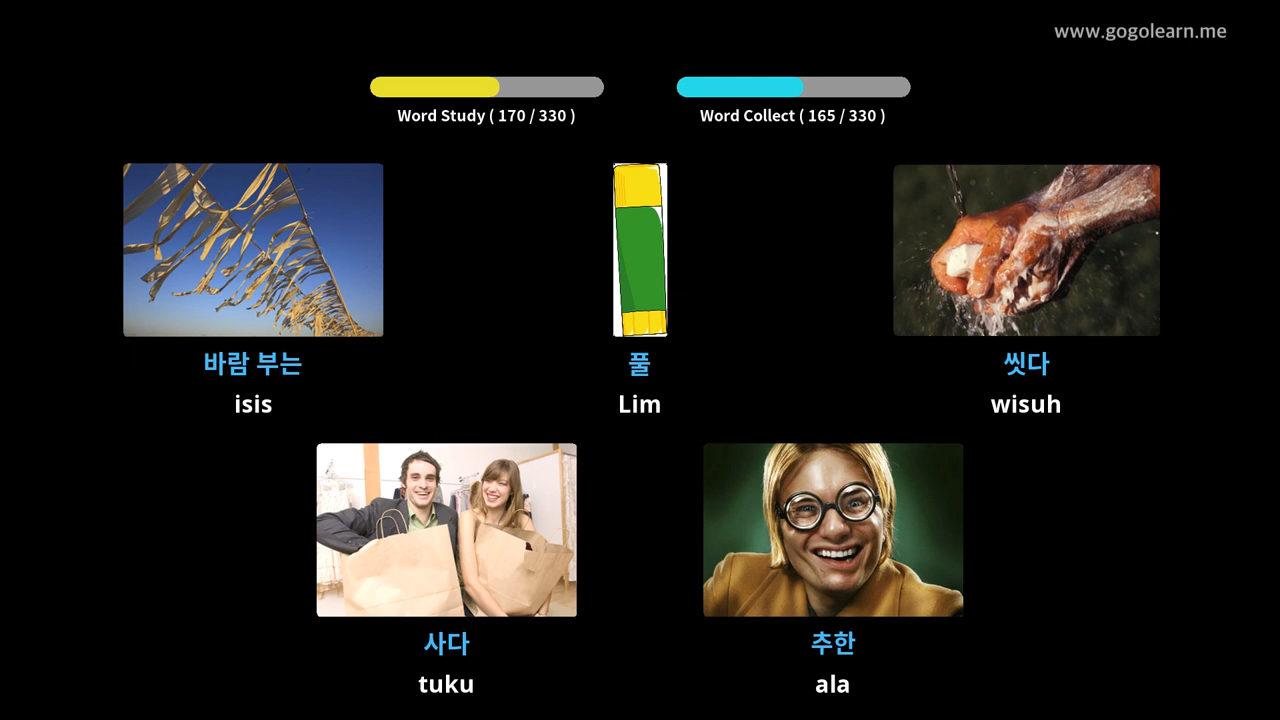 www.gogolearn.me
Word Study ( 170 / 330 )
Word Collect ( 165 / 330 )
바람 부는
isis
풀
Lim
씻다
wisuh
사다
tuku
추한
ala